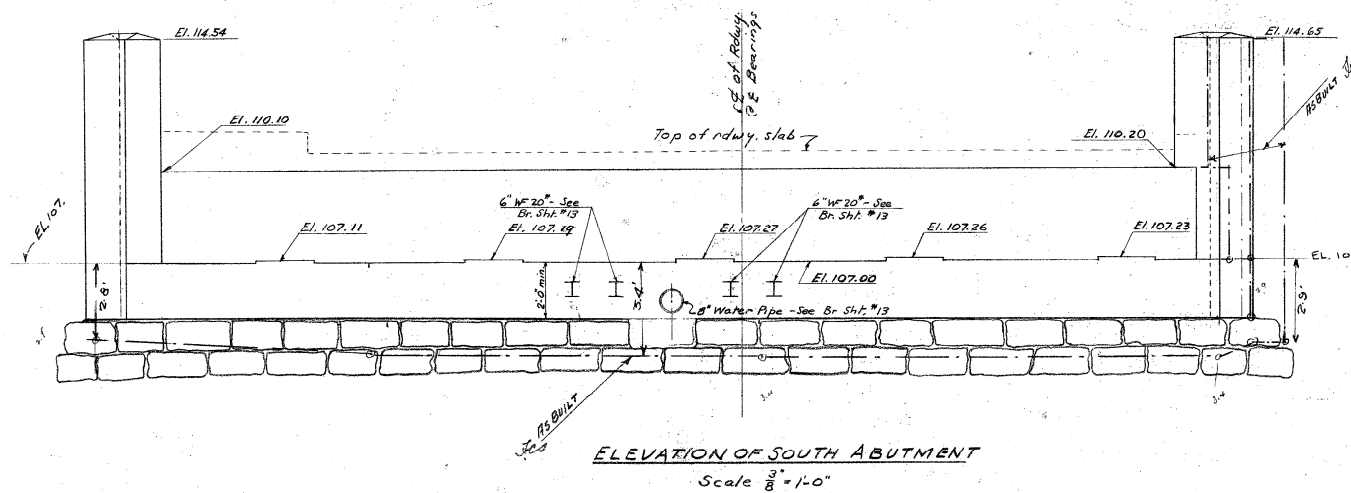 El. 114.54
₵ of Rdwy.
₵ Bearings
El. 114.65
AS BUILT
El. 110.10
Top of rdwy. slab
El. 110.20
El. 107.
6" WF 20# - See
Br. Sht. #13
6" WF 20# - See
Br. Sht. #13
El. 107.11
El. 107.19
El. 107.27
El. 107.26
El. 107.23
EL. 10
El. 107.00
2.8'
2'-0" min.
3.4'
2.9'
8" Water Pipe - See Br Sht. #13
3.4
3.4
AS BUILT
ELEVATION OF SOUTH ABUTMENT
Scale 3/8" = 1'-0"